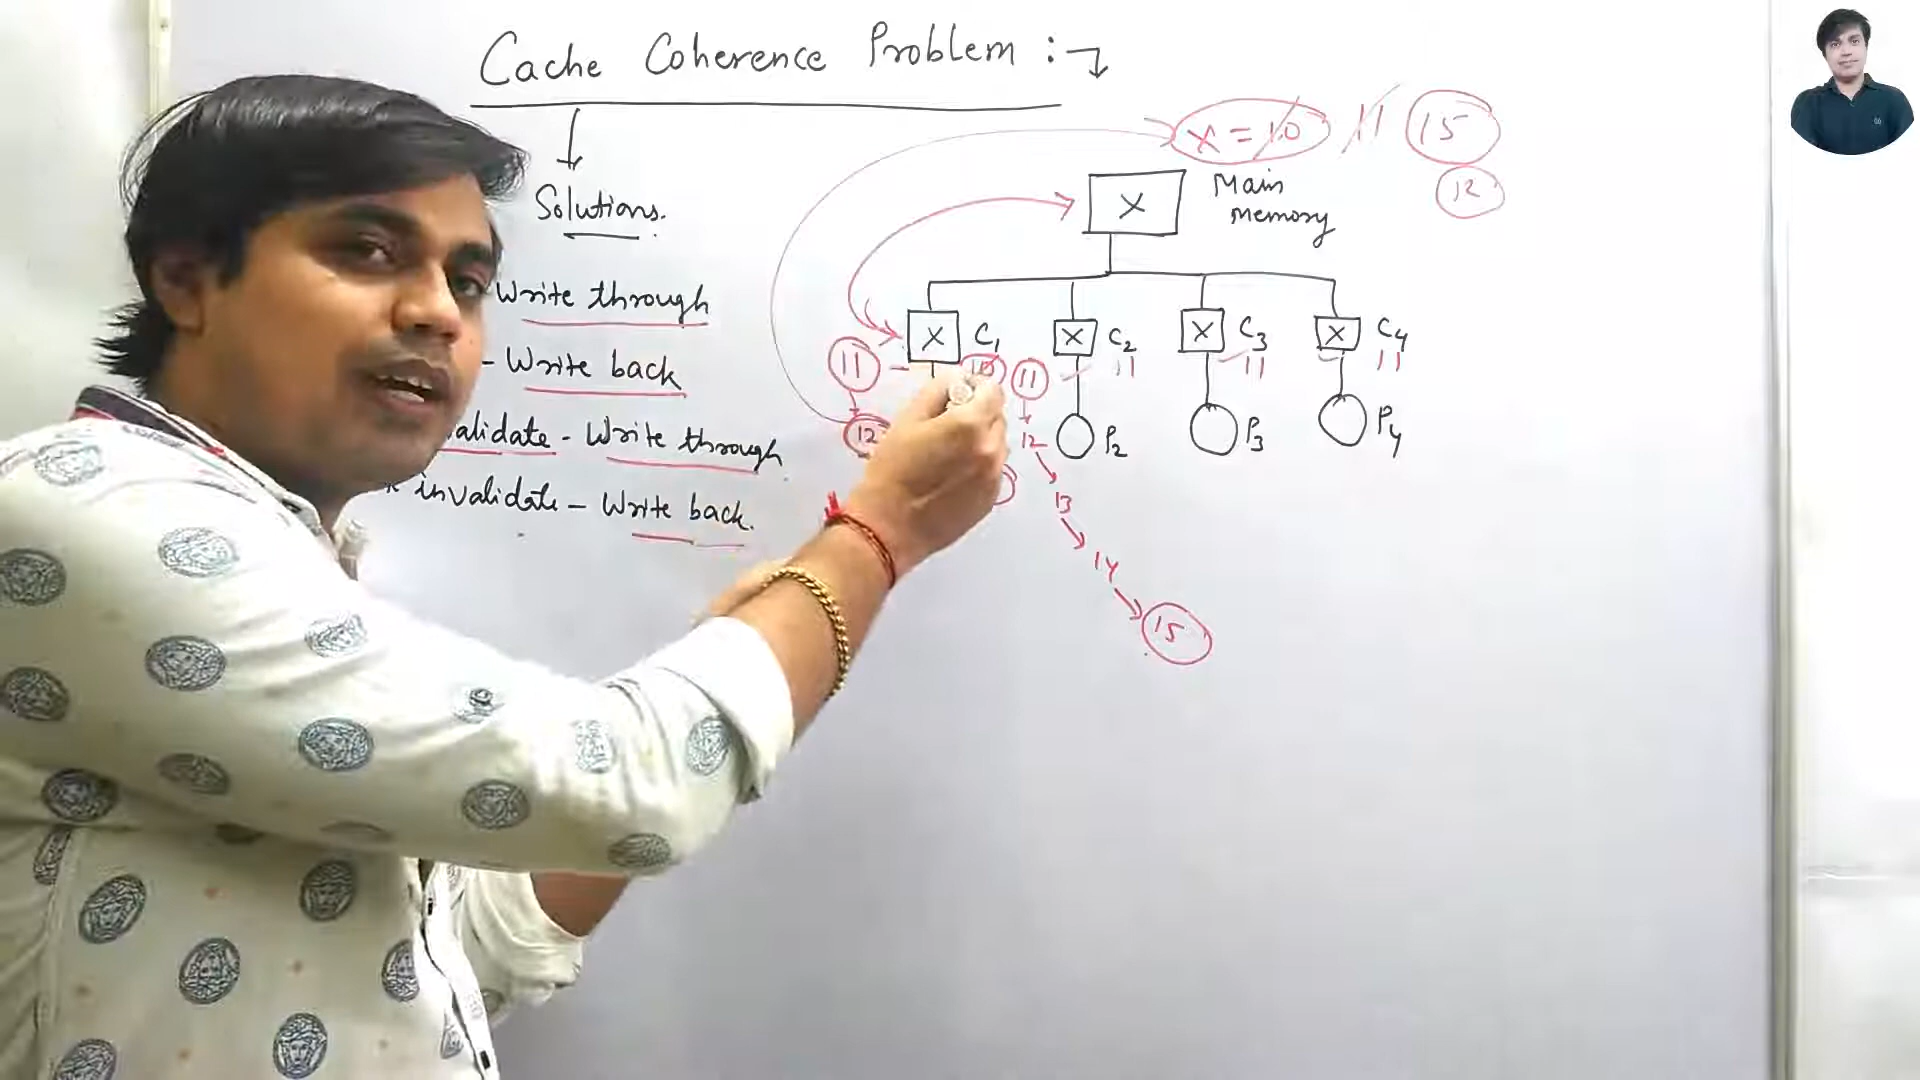 Cache Coherence Problem :
Solutions.
Write through
- Write back
validate - Write through
invalidate - Write back.
x = 10 11 15
12
X Main
memory
X C1 X C2 X C3 X C4
11 10 11 11 11 11
12 12 P2 P3 P4
13
14
15